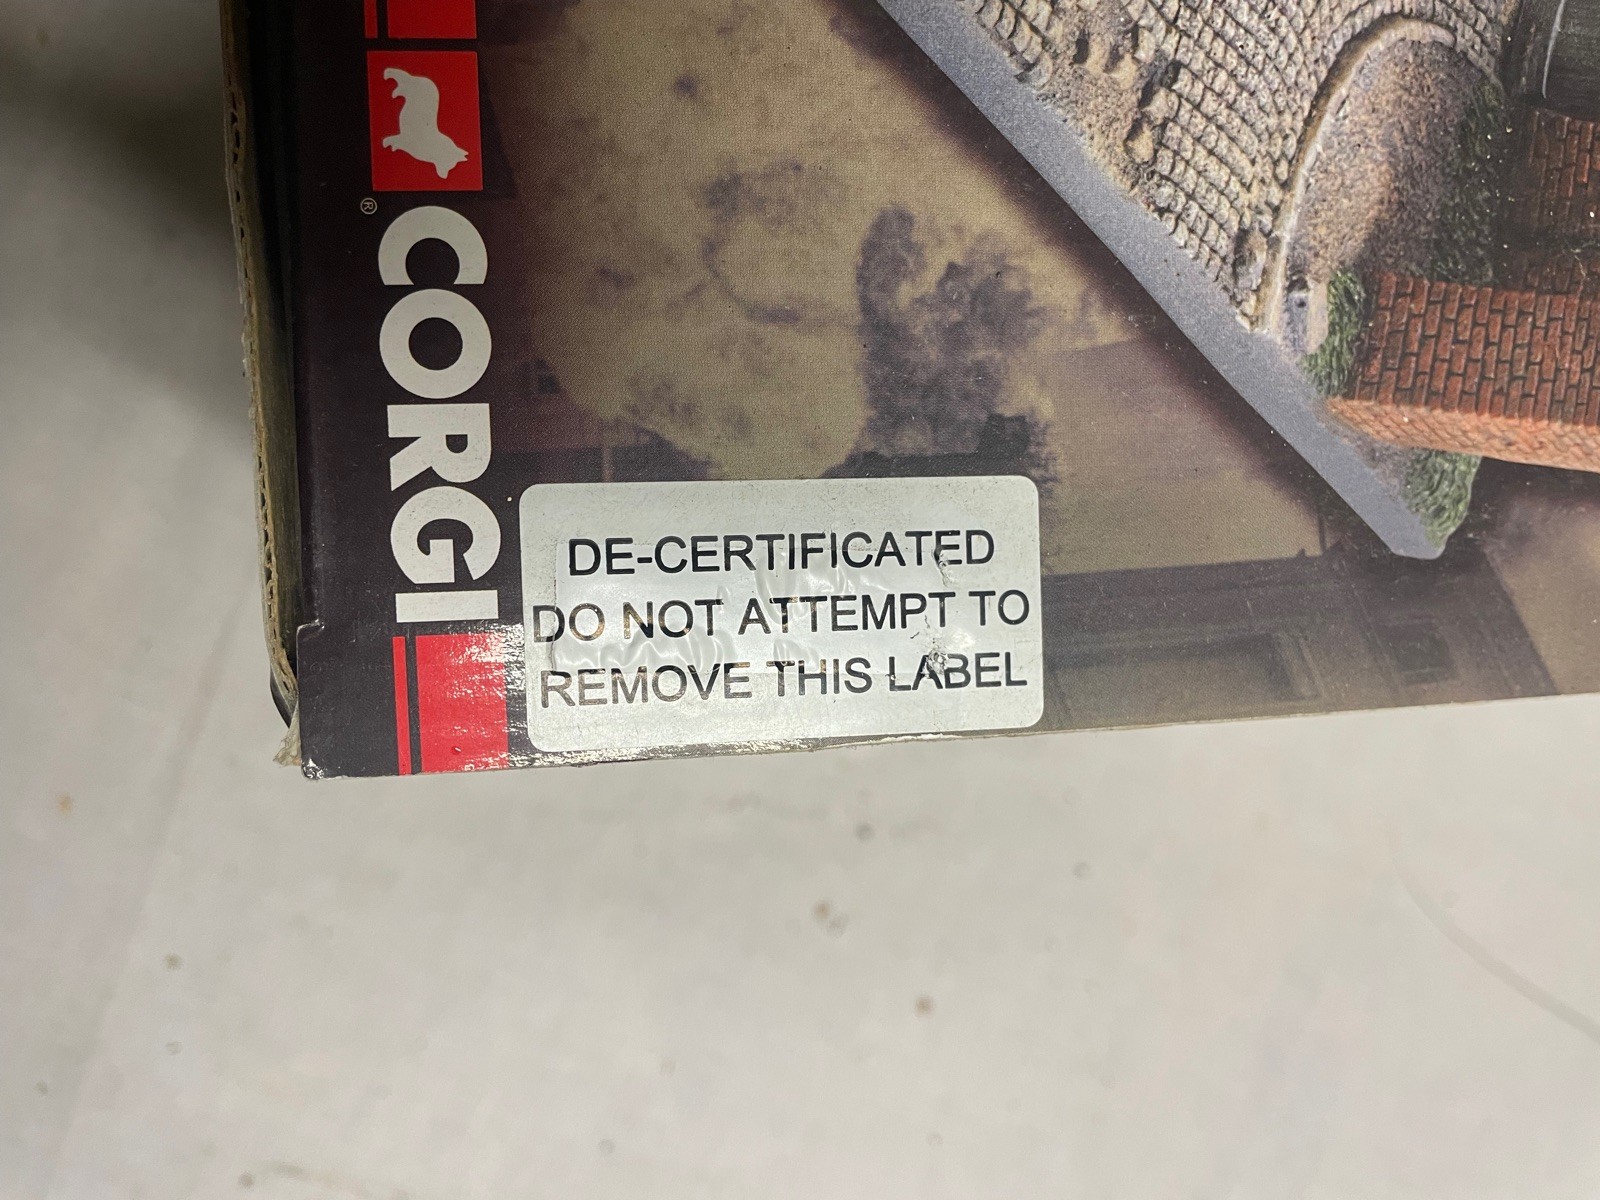 CORGI
®
DE-CERTIFICATED
DO NOT ATTEMPT TO
REMOVE THIS LABEL